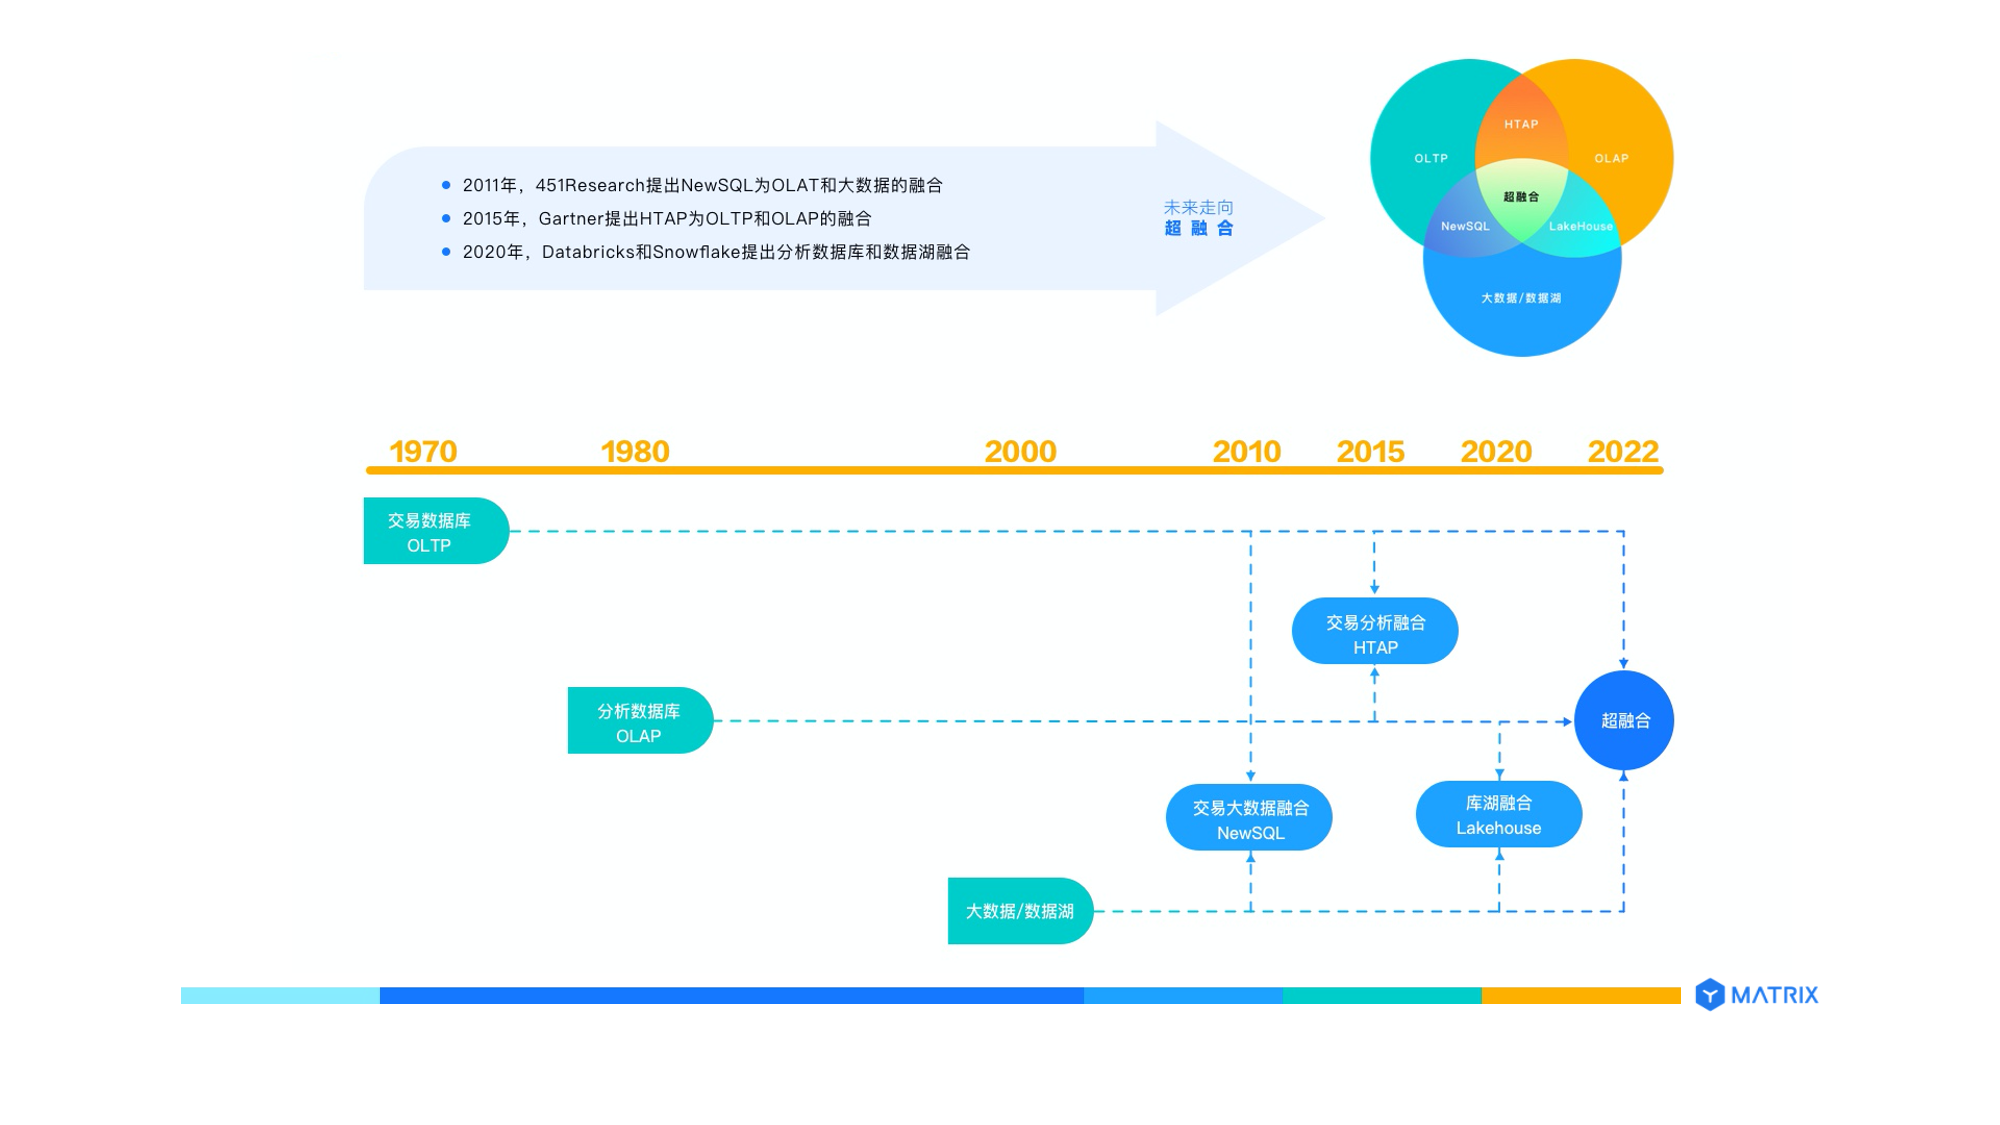 2011年，451Research提出NewSQL为OLAT和大数据的融合
2015年，Gartner提出HTAP为OLTP和OLAP的融合
2020年，Databricks和Snowflake提出分析数据库和数据湖融合
未来走向
超 融 合
HTAP
OLTP
OLAP
超融合
NewSQL
LakeHouse
大数据/数据湖
1970
1980
2000
2010
2015
2020
2022
交易数据库
OLTP
交易分析融合
HTAP
分析数据库
OLAP
超融合
交易大数据融合
NewSQL
库湖融合
Lakehouse
大数据/数据湖
MATRIX